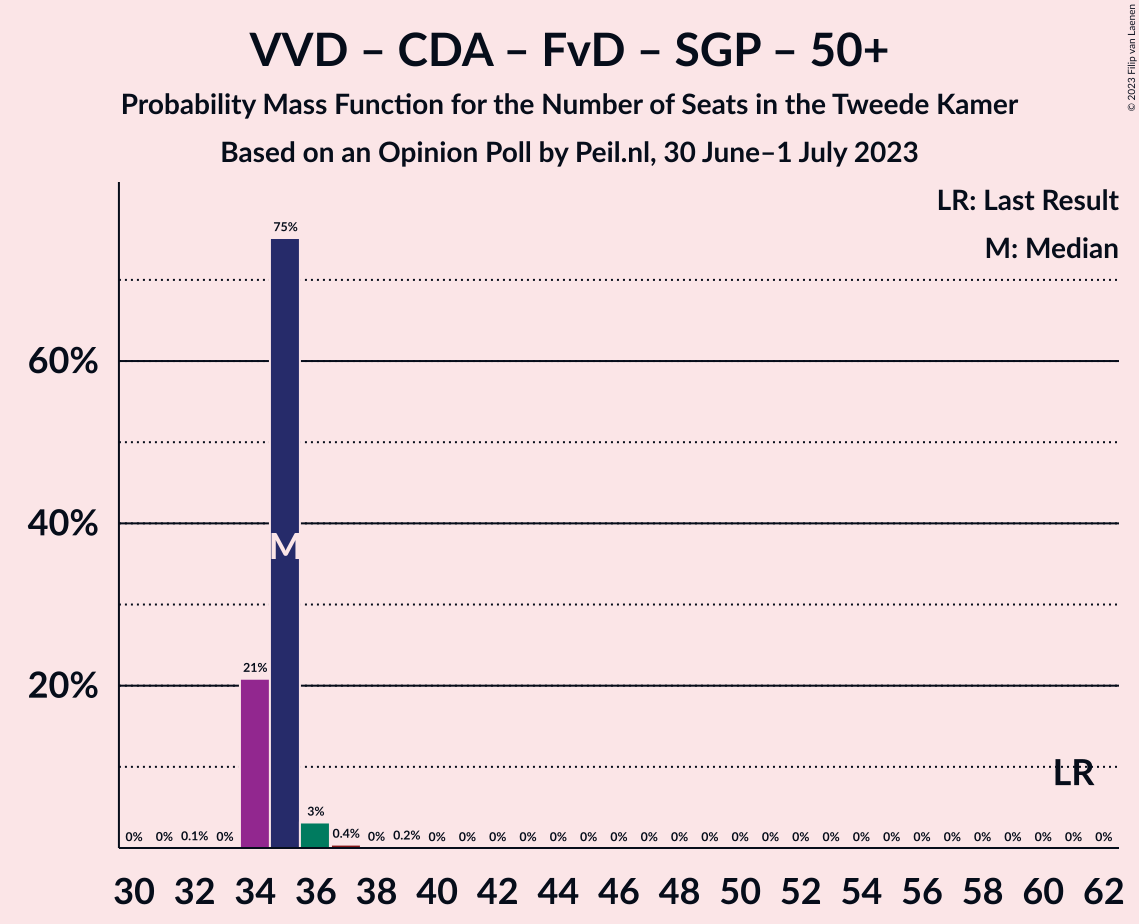 VVD – CDA – FvD – SGP – 50+
Probability Mass Function for the Number of Seats in the Tweede Kamer
Based on an Opinion Poll by Peil.nl, 30 June–1 July 2023
© 2023 Filip van Laenen
LR: Last Result
M: Median
75%
60%
40%
M
21%
20%
LR
3%
0% 0% 0.1% 0% 0.4% 0% 0.2% 0% 0% 0% 0% 0% 0% 0% 0% 0% 0% 0% 0% 0% 0% 0% 0% 0% 0% 0% 0% 0% 0% 0%
30 32 34 36 38 40 42 44 46 48 50 52 54 56 58 60 62